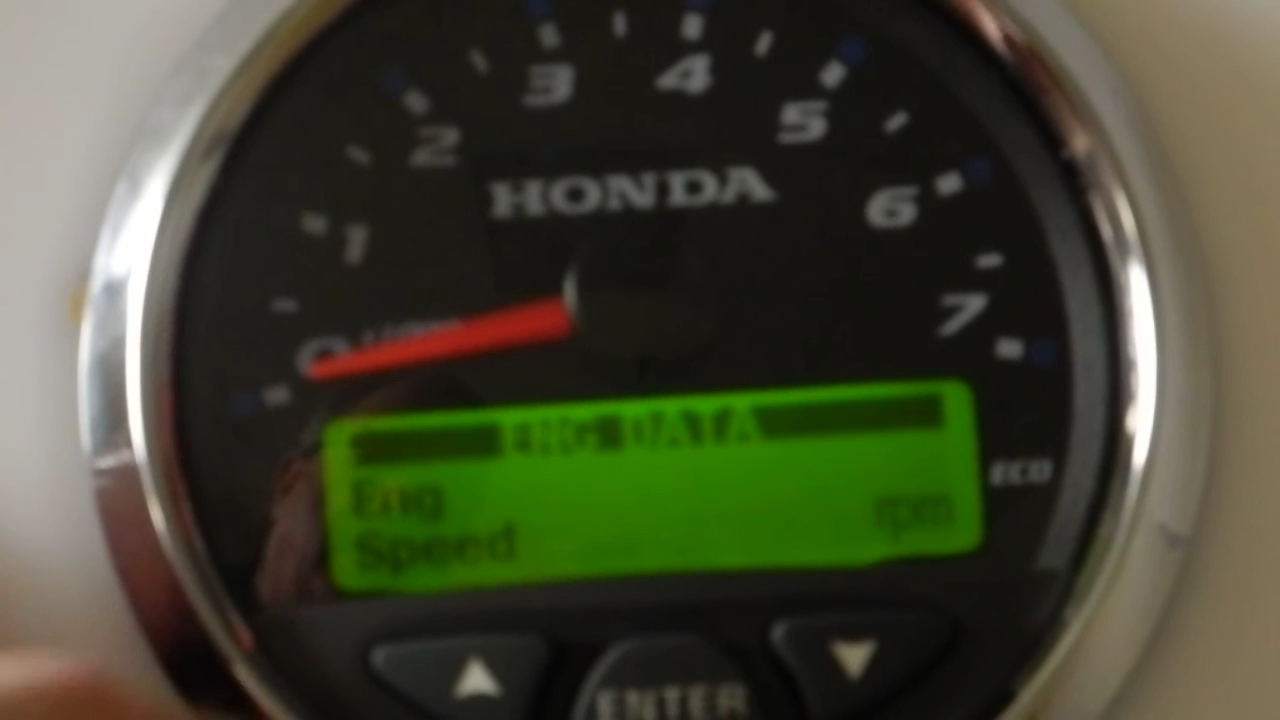 3 4
2 5
HONDA
1 6
0 7
ENG DATA
ECO
Eng
Speed rpm
ENTER